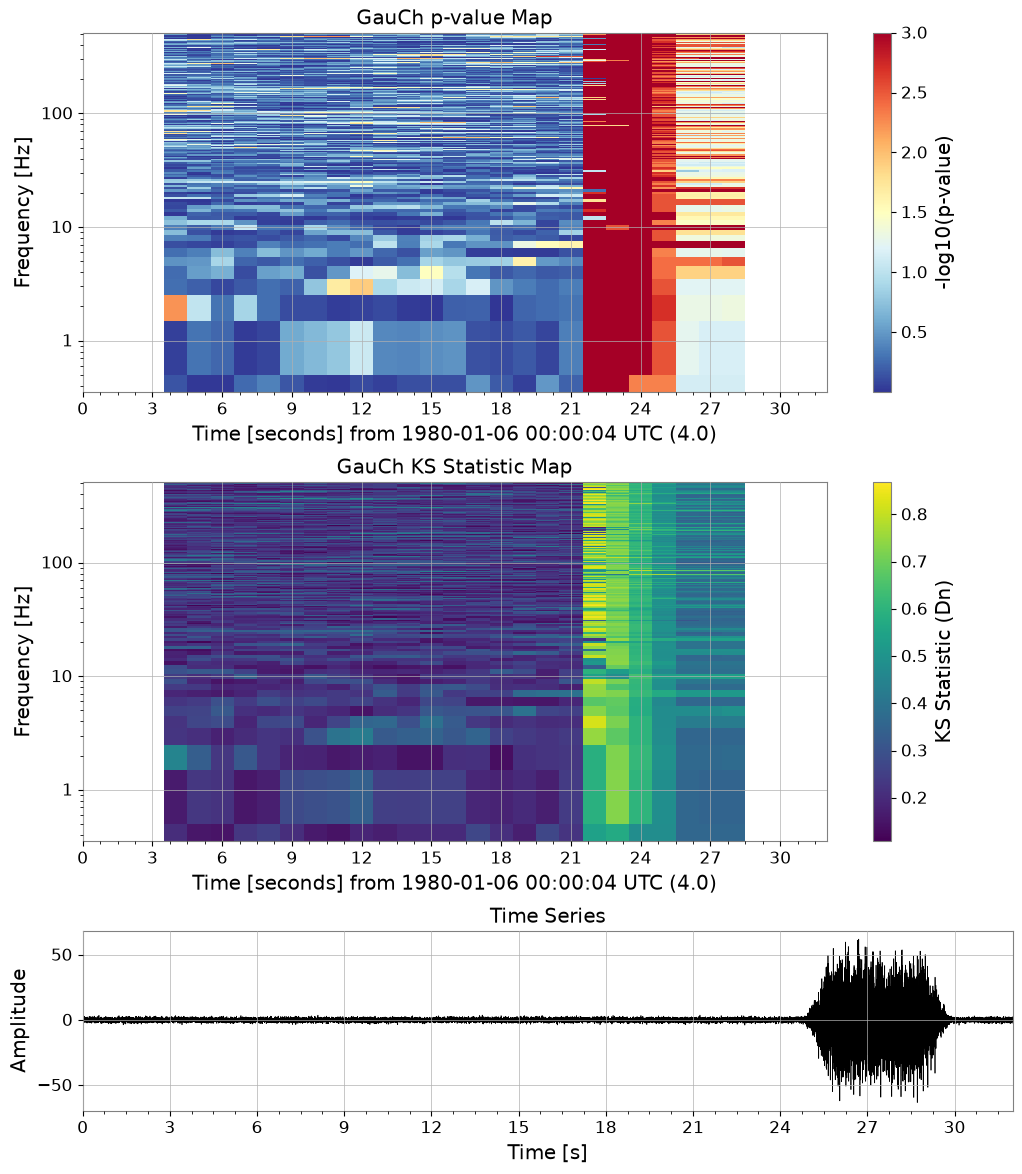 GauCh p-value Map
Frequency [Hz]
100
10
1
0 3 6 9 12 15 18 21 24 27 30
Time [seconds] from 1980-01-06 00:00:04 UTC (4.0)
3.0
2.5
2.0
1.5
1.0
0.5
-log10(p-value)
GauCh KS Statistic Map
Frequency [Hz]
100
10
1
0 3 6 9 12 15 18 21 24 27 30
Time [seconds] from 1980-01-06 00:00:04 UTC (4.0)
0.8
0.7
0.6
0.5
0.4
0.3
0.2
KS Statistic (Dn)
Time Series
Amplitude
50
0
−50
0 3 6 9 12 15 18 21 24 27 30
Time [s]